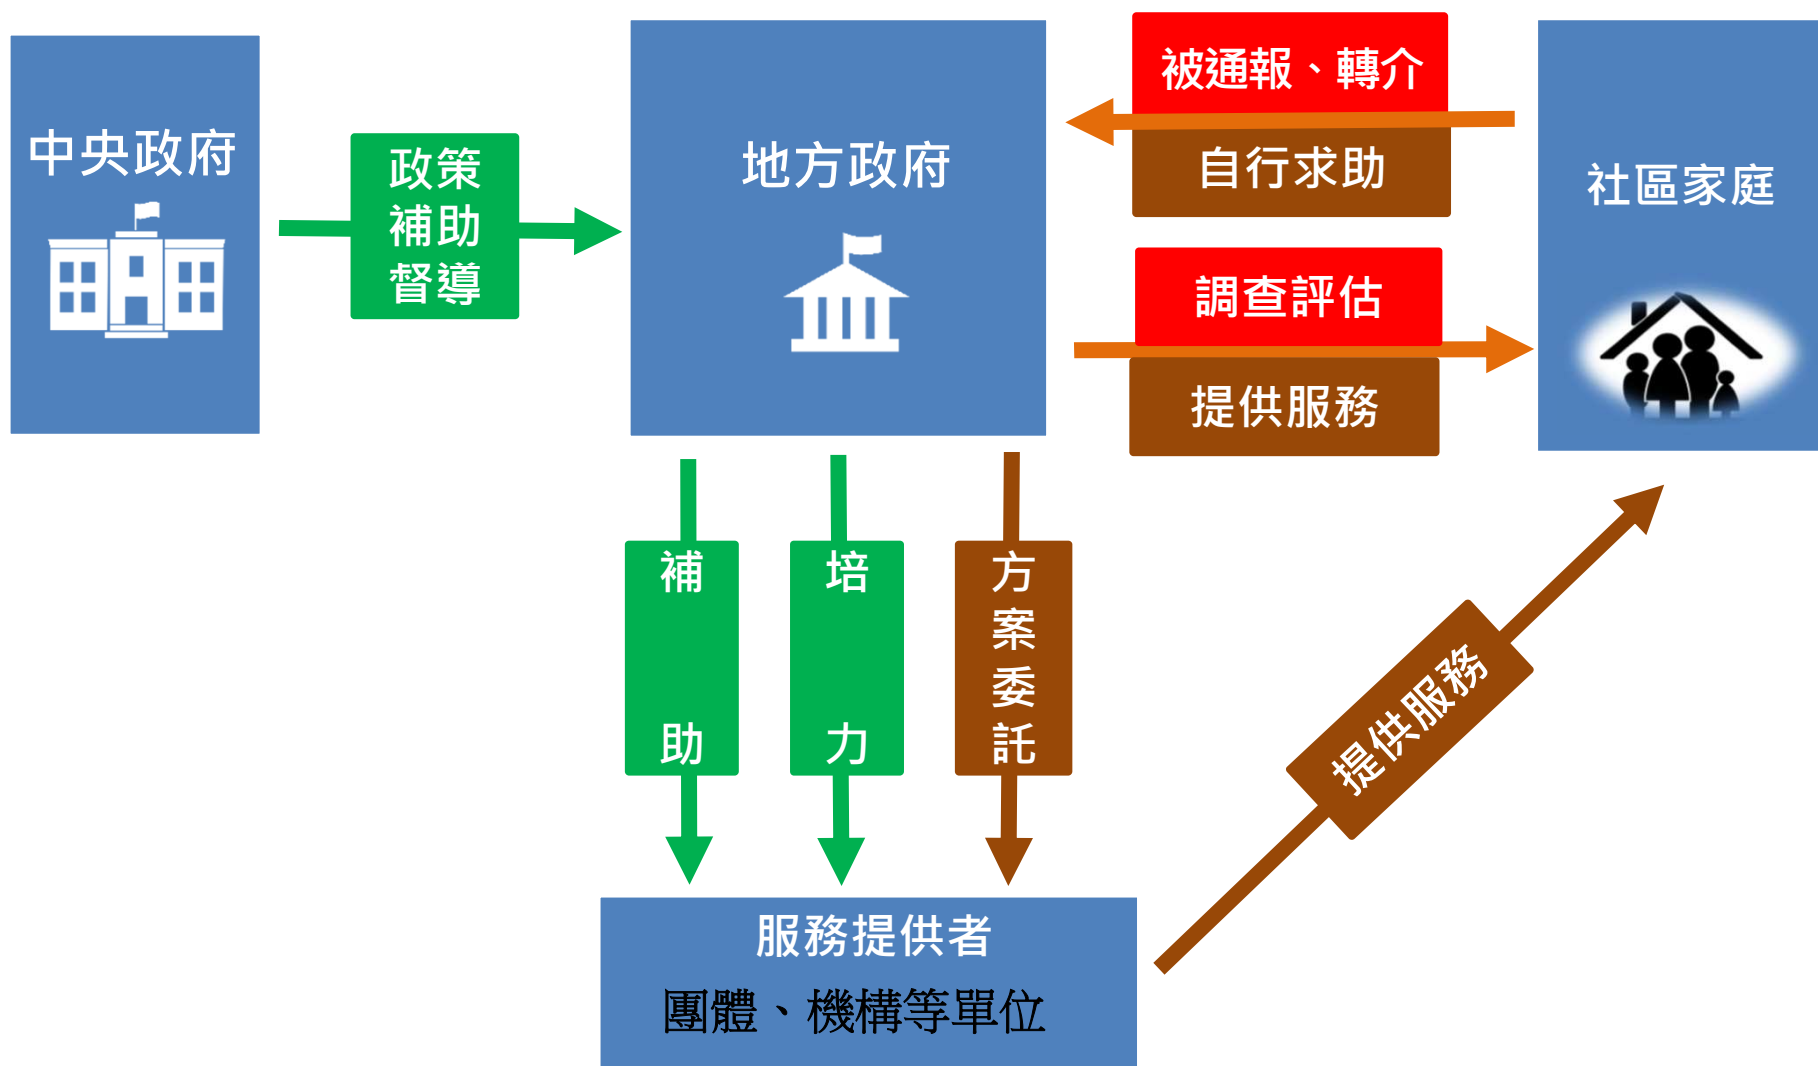 中央政府
政策
補助
督導
地方政府
被通報、轉介
自行求助
調查評估
提供服務
社區家庭
補助
培力
方案委託
提供服務
服務提供者
團體、機構等單位